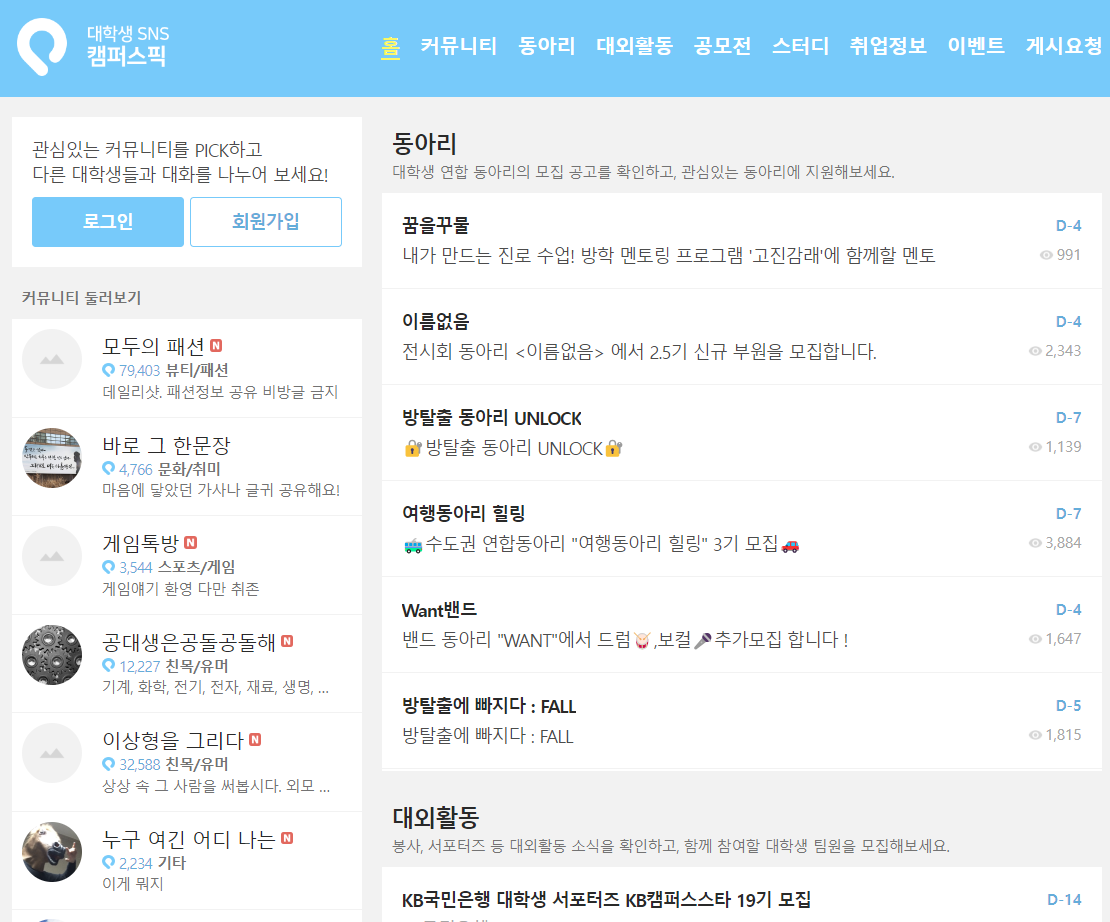 대학생 SNS
캠퍼스픽
홈 커뮤니티 동아리 대외활동 공모전 스터디 취업정보 이벤트 게시요청
관심있는 커뮤니티를 PICK하고
다른 대학생들과 대화를 나누어 보세요!
로그인 회원가입
커뮤니티 둘러보기
모두의 패션 N
79,403 뷰티/패션
데일리샷. 패션정보 공유 비방글 금지
바로 그 한문장
4,766 문화/취미
마음에 닿았던 가사나 글귀 공유해요!
게임톡방 N
3,544 스포츠/게임
게임얘기 환영 다만 취존
공대생은공돌공돌해 N
12,227 친목/유머
기계, 화학, 전기, 전자, 재료, 생명, ...
이상형을 그리다 N
32,588 친목/유머
상상 속 그 사람을 써봅시다. 외모 ...
누구 여긴 어디 나는 N
2,234 기타
이게 뭐지
동아리
대학생 연합 동아리의 모집 공고를 확인하고, 관심있는 동아리에 지원해보세요.
꿈을꾸물 D-4
내가 만드는 진로 수업! 방학 멘토링 프로그램 '고진감래'에 함께할 멘토 991
이름없음 D-4
전시회 동아리 <이름없음> 에서 2.5기 신규 부원을 모집합니다. 2,343
방탈출 동아리 UNLOCK D-7
🔐방탈출 동아리 UNLOCK🔐 1,139
여행동아리 힐링 D-7
🚎수도권 연합동아리 "여행동아리 힐링" 3기 모집🚗 3,884
Want밴드 D-4
밴드 동아리 "WANT"에서 드럼🥁,보컬🎤추가모집 합니다 ! 1,647
방탈출에 빠지다 : FALL D-5
방탈출에 빠지다 : FALL 1,815
대외활동
봉사, 서포터즈 등 대외활동 소식을 확인하고, 함께 참여할 대학생 팀원을 모집해보세요.
KB국민은행 대학생 서포터즈 KB캠퍼스스타 19기 모집 D-14